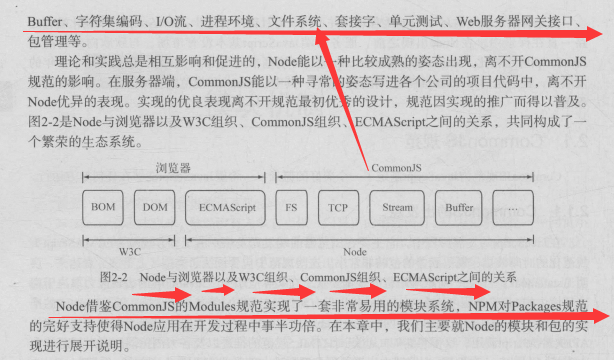 Buffer、字符集编码、I/O流、进程环境、文件系统、套接字、单元测试、Web服务器网关接口、
包管理等。
理论和实践总是相互影响和促进的，Node能以一种比较成熟的姿态出现，离不开CommonJS
规范的影响。在服务器端，CommonJS能以一种寻常的姿态写进各个公司的项目代码中，离不开
Node优异的表现。实现的优良表现离不开规范最初优秀的设计，规范因实现的推广而得以普及。
图2-2是Node与浏览器以及W3C组织、CommonJS组织、ECMAScript之间的关系，共同构成了一
个繁荣的生态系统。
浏览器 CommonJS
BOM DOM ECMAScript FS TCP Stream Buffer …
W3C Node
图2-2 Node与浏览器以及W3C组织、CommonJS组织、ECMAScript之间的关系
Node借鉴CommonJS的Modules规范实现了一套非常易用的模块系统，NPM对Packages规范
的完好支持使得Node应用在开发过程中事半功倍。在本章中，我们主要就Node的模块和包的实
现进行展开说明。